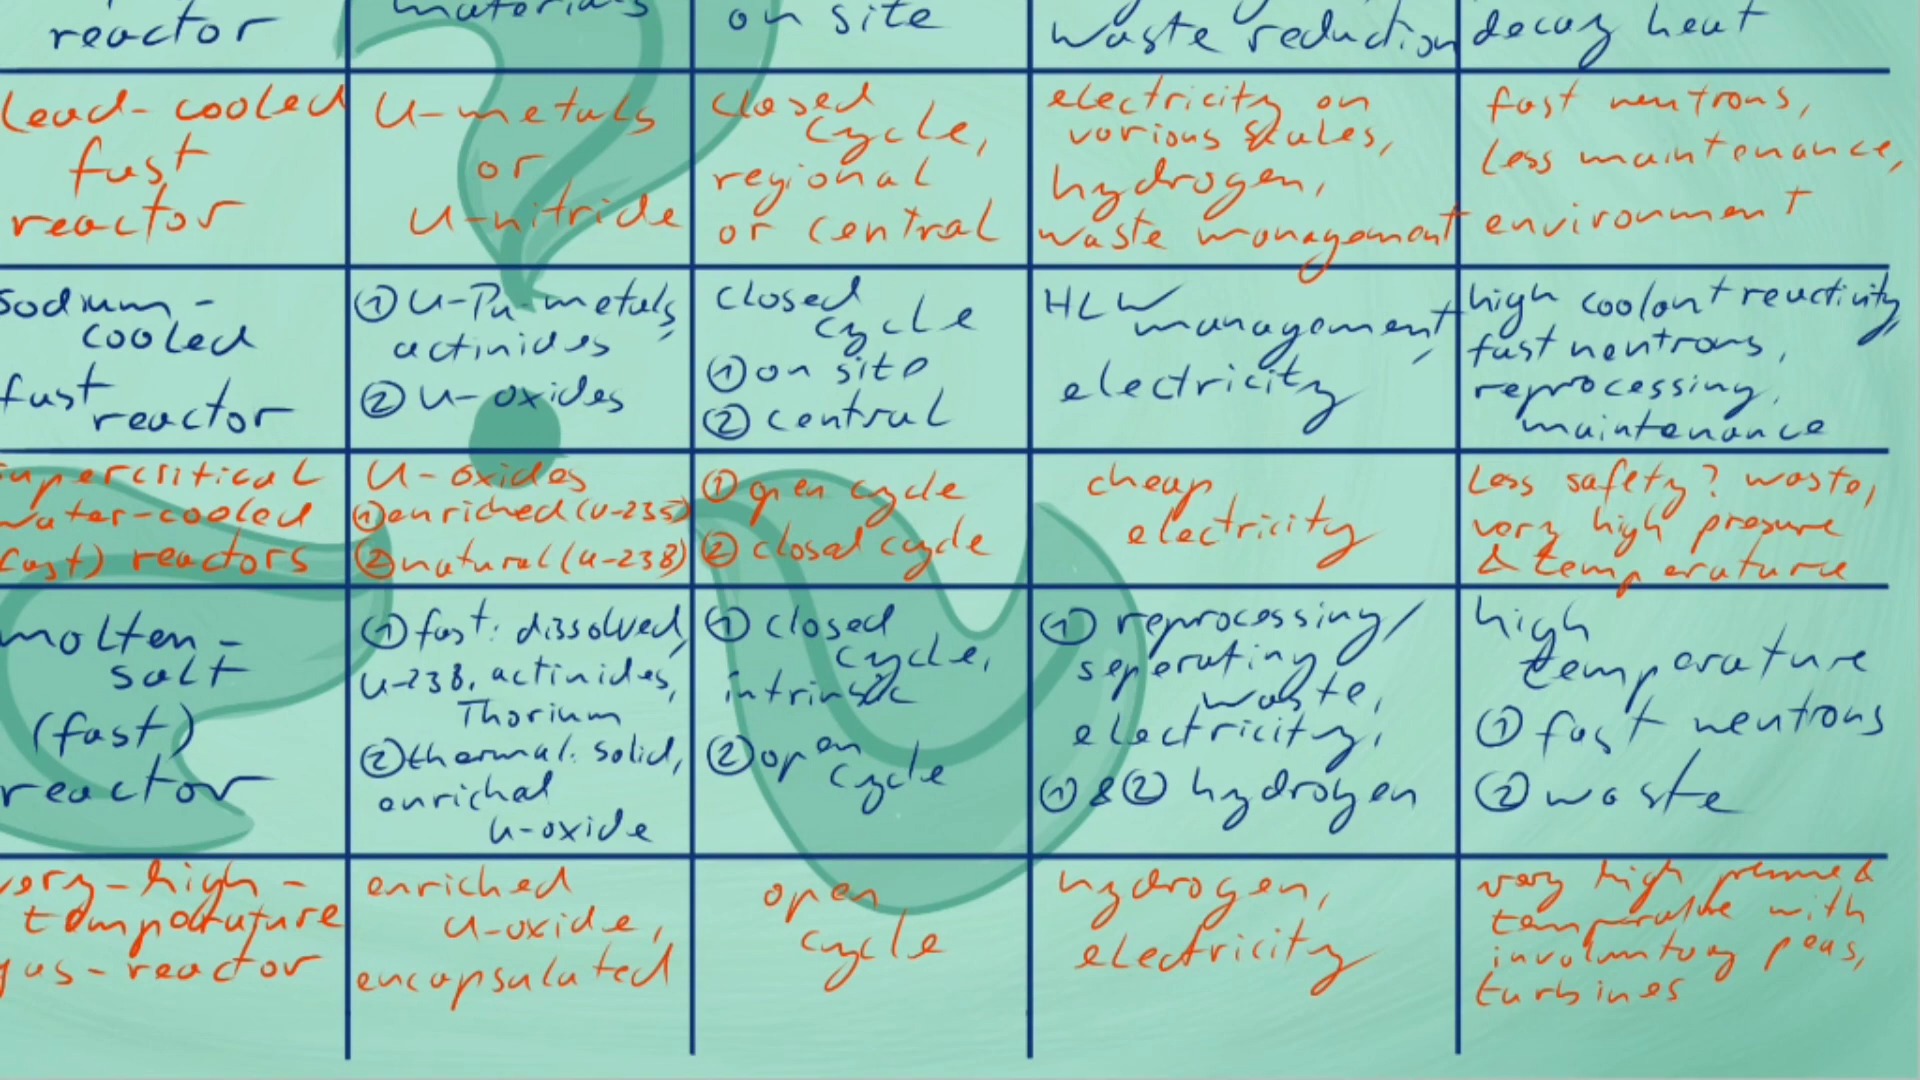 reactor
materials
on site
waste reduction
decay heat
lead-cooled
fast
reactor
U-metals
or
U-nitride
closed
cycle,
regional
or central
electricity on
various scales,
hydrogen,
waste management
fast neutrons,
less maintenance,
environment
sodium-
cooled
fast
reactor
① U-Pu-metals,
actinides
② U-oxides
closed
cycle
① on site
② central
HLW
management,
electricity
high coolant reactivity,
fast neutrons,
reprocessing,
maintenance
supercritical
water-cooled
(fast) reactors
U-oxides
① enriched (U-235)
② natural (U-238)
① open cycle
② closed cycle
cheap
electricity
less safety? waste,
very high pressure
& temperature
molten-
salt
(fast)
reactor
① fast: dissolved,
U-238, actinides,
Thorium
② thermal: solid,
enriched
U-oxide
① closed
cycle,
intrinsic
② open
cycle
① reprocessing/
seperating
waste,
electricity,
① & ② hydrogen
high
temperature
① fast neutrons
② waste
very-high-
temperature
gas-reactor
enriched
U-oxide,
encapsulated
open
cycle
hydrogen,
electricity
very high &
temperature with
involuntary peas,
turbines